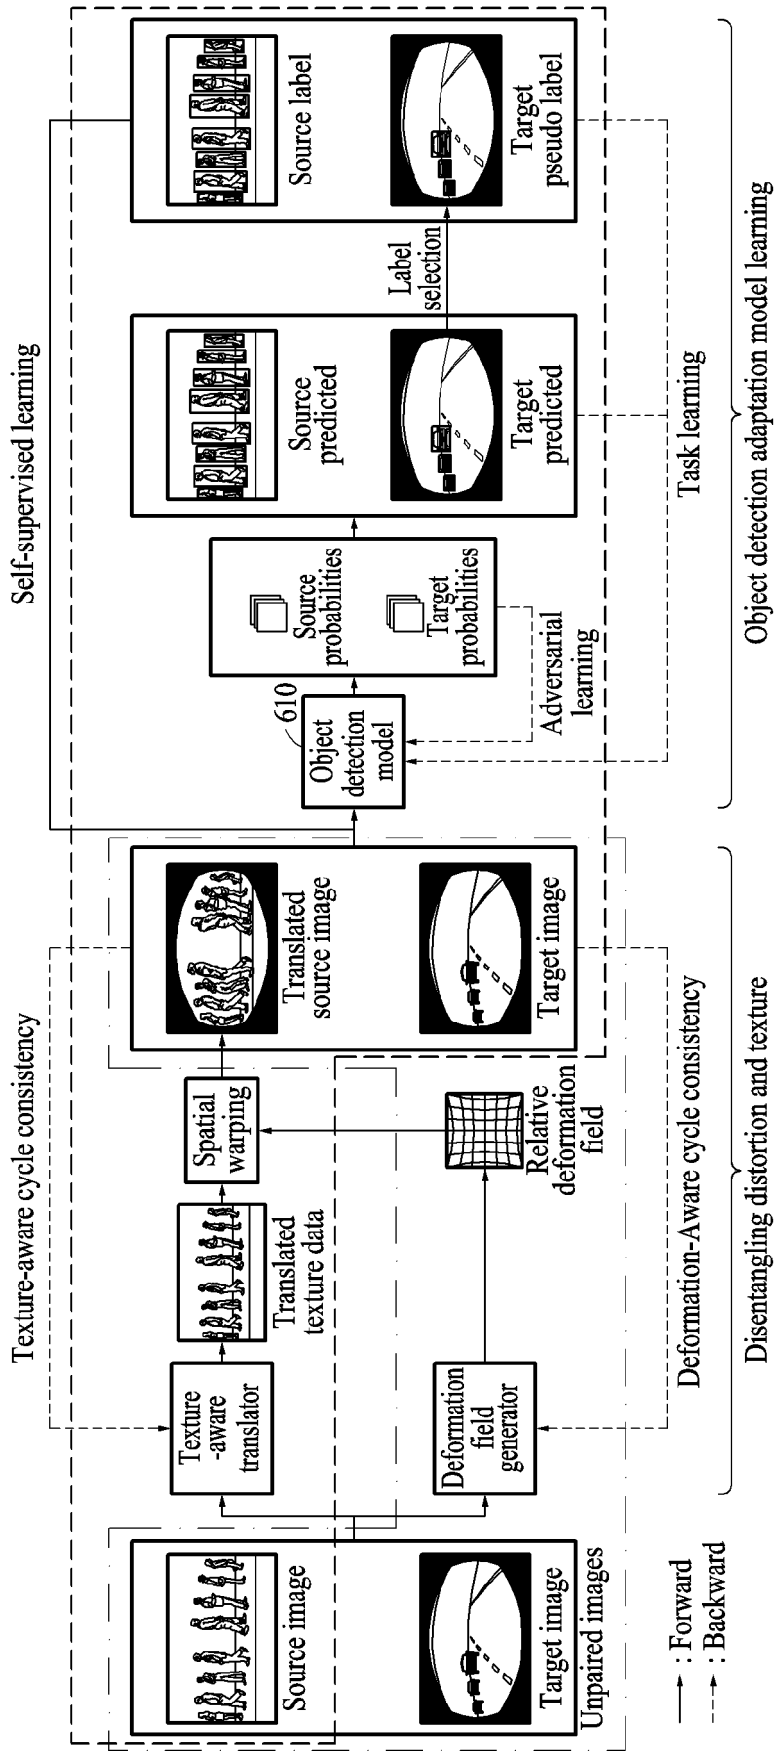 Self-supervised learning
Texture-aware cycle consistency
Source image
Target image
Unpaired images
Texture
-aware
translator
Translated
texture data
Spatial
warping
Deformation
field
generator
Relative
deformation
field
Translated
source image
Target image
610
Object
detection
model
Source
probabilities
Target
probabilities
Adversarial
learning
Source
predicted
Target
predicted
Label
selection
Source label
Target
pseudo label
Task learning
Deformation-Aware cycle consistency
Disentangling distortion and texture
Object detection adaptation model learning
: Forward
: Backward